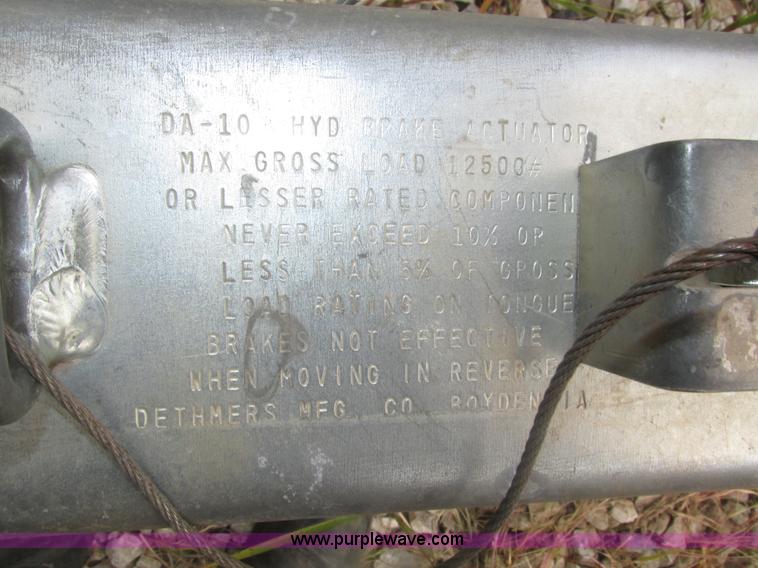 DA-10 HYD BRAKE ACTUATOR
MAX GROSS LOAD 12500#
OR LESSER RATED COMPONEN
NEVER EXCEED 10% OR
LESS THAN 5% OF GROSS
LOAD RATING ON TONGUE
BRAKES NOT EFFECTIVE
WHEN MOVING IN REVERSE
DETHMERS MFG. CO. BOYDEN, IA
www.purplewave.com